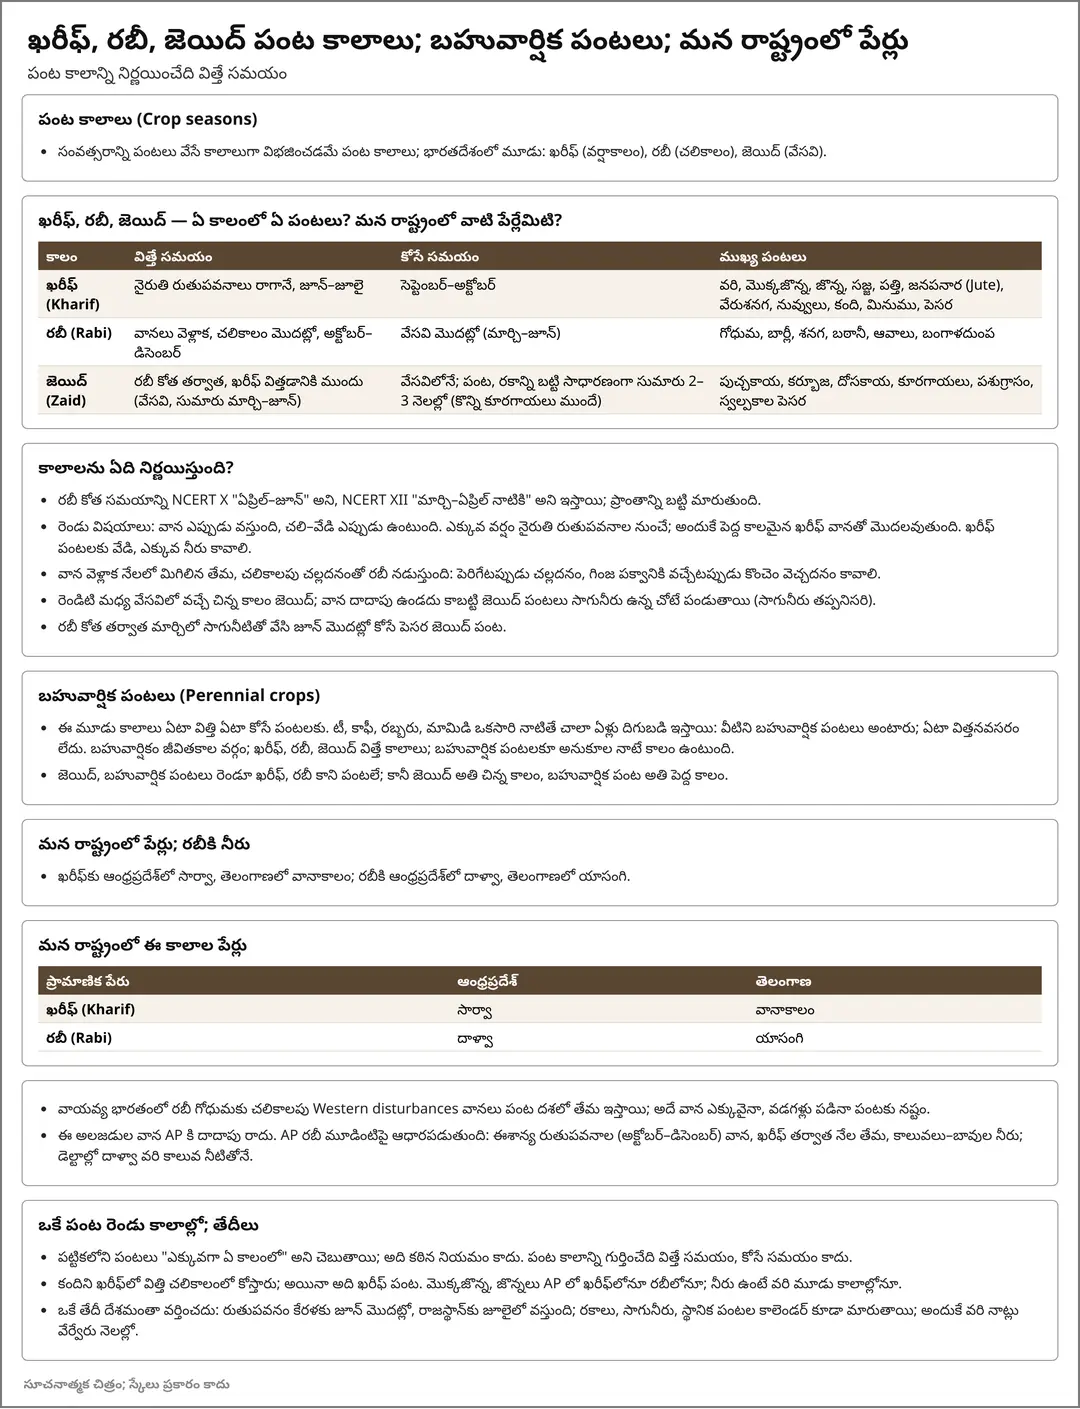 ఖరీఫ్, రబీ, జెయిద్ పంట కాలాలు; బహువార్షిక పంటలు; మన రాష్ట్రంలో పేర్లు
పంట కాలాన్ని నిర్ణయించేది విత్తే సమయం
పంట కాలాలు (Crop seasons)
• సంవత్సరాన్ని పంటలు వేసే కాలాలుగా విభజించడమే పంట కాలాలు; భారతదేశంలో మూడు: ఖరీఫ్ (వర్షాకాలం), రబీ (చలికాలం), జెయిద్ (వేసవి).
ఖరీఫ్, రబీ, జెయిద్ — ఏ కాలంలో ఏ పంటలు? మన రాష్ట్రంలో వాటి పేర్లేమిటి?
కాలం విత్తే సమయం కోసే సమయం ముఖ్య పంటలు
ఖరీఫ్ నైరుతి రుతుపవనాలు రాగానే, జూన్–జూలై సెప్టెంబర్–అక్టోబర్ వరి, మొక్కజొన్న, జొన్న, సజ్జ, పత్తి, జనపనార (Jute),
(Kharif) వేరుశనగ, నువ్వులు, కంది, మినుము, పెసర
రబీ (Rabi) వానలు వెళ్లాక, చలికాలం మొదట్లో, అక్టోబర్– వేసవి మొదట్లో (మార్చి–జూన్) గోధుమ, బార్లీ, శనగ, బఠానీ, ఆవాలు, బంగాళదుంప
డిసెంబర్
జెయిద్ రబీ కోత తర్వాత, ఖరీఫ్ విత్తడానికి ముందు వేసవిలోనే; పంట, రకాన్ని బట్టి సాధారణంగా సుమారు 2– పుచ్చకాయ, కర్బూజ, దోసకాయ, కూరగాయలు, పశుగ్రాసం,
(Zaid) (వేసవి, సుమారు మార్చి–జూన్) 3 నెలల్లో (కొన్ని కూరగాయలు ముందే) స్వల్పకాల పెసర
కాలాలను ఏది నిర్ణయిస్తుంది?
• రబీ కోత సమయాన్ని NCERT X "ఏప్రిల్–జూన్" అని, NCERT XII "మార్చి–ఏప్రిల్ నాటికి" అని ఇస్తాయి; ప్రాంతాన్ని బట్టి మారుతుంది.
• రెండు విషయాలు: వాన ఎప్పుడు వస్తుంది, చలి–వేడి ఎప్పుడు ఉంటుంది. ఎక్కువ వర్షం నైరుతి రుతుపవనాల నుంచే; అందుకే పెద్ద కాలమైన ఖరీఫ్ వానతో మొదలవుతుంది. ఖరీఫ్
పంటలకు వేడి, ఎక్కువ నీరు కావాలి.
• వాన వెళ్లాక నేలలో మిగిలిన తేమ, చలికాలపు చల్లదనంతో రబీ నడుస్తుంది: పెరిగేటప్పుడు చల్లదనం, గింజ పక్వానికి వచ్చేటప్పుడు కొంచెం వెచ్చదనం కావాలి.
• రెండిటి మధ్య వేసవిలో వచ్చే చిన్న కాలం జెయిద్; వాన దాదాపు ఉండదు కాబట్టి జెయిద్ పంటలు సాగునీరు ఉన్న చోటే పండుతాయి (సాగునీరు తప్పనిసరి).
• రబీ కోత తర్వాత మార్చిలో సాగునీటితో వేసి జూన్ మొదట్లో కోసే పెసర జెయిద్ పంట.
బహువార్షిక పంటలు (Perennial crops)
• ఈ మూడు కాలాలు ఏటా విత్తి ఏటా కోసే పంటలకు. టీ, కాఫీ, రబ్బరు, మామిడి ఒకసారి నాటితే చాలా ఏళ్లు దిగుబడి ఇస్తాయి: వీటిని బహువార్షిక పంటలు అంటారు; ఏటా విత్తనవసరం
లేదు. బహువార్షికం జీవితకాల వర్గం; ఖరీఫ్, రబీ, జెయిద్ విత్తే కాలాలు; బహువార్షిక పంటలకూ అనుకూల నాటే కాలం ఉంటుంది.
• జెయిద్, బహువార్షిక పంటలు రెండూ ఖరీఫ్, రబీ కాని పంటలే; కానీ జెయిద్ అతి చిన్న కాలం, బహువార్షిక పంట అతి పెద్ద కాలం.
మన రాష్ట్రంలో పేర్లు; రబీకి నీరు
• ఖరీఫ్‌కు ఆంధ్రప్రదేశ్‌లో సార్వా, తెలంగాణలో వానాకాలం; రబీకి ఆంధ్రప్రదేశ్‌లో దాళ్వా, తెలంగాణలో యాసంగి.
మన రాష్ట్రంలో ఈ కాలాల పేర్లు
ప్రామాణిక పేరు ఆంధ్రప్రదేశ్ తెలంగాణ
ఖరీఫ్ (Kharif) సార్వా వానాకాలం
రబీ (Rabi) దాళ్వా యాసంగి
• వాయవ్య భారతంలో రబీ గోధుమకు చలికాలపు Western disturbances వానలు పంట దశలో తేమ ఇస్తాయి; అదే వాన ఎక్కువైనా, వడగళ్లు పడినా పంటకు నష్టం.
• ఈ అలజడుల వాన AP కి దాదాపు రాదు. AP రబీ మూడింటిపై ఆధారపడుతుంది: ఈశాన్య రుతుపవనాల (అక్టోబర్–డిసెంబర్) వాన, ఖరీఫ్ తర్వాత నేల తేమ, కాలువలు–బావుల నీరు;
డెల్టాల్లో దాళ్వా వరి కాలువ నీటితోనే.
ఒకే పంట రెండు కాలాల్లో; తేదీలు
• పట్టికలోని పంటలు "ఎక్కువగా ఏ కాలంలో" అని చెబుతాయి; అది కఠిన నియమం కాదు. పంట కాలాన్ని గుర్తించేది విత్తే సమయం, కోసే సమయం కాదు.
• కందిని ఖరీఫ్‌లో విత్తి చలికాలంలో కోస్తారు; అయినా అది ఖరీఫ్ పంట. మొక్కజొన్న, జొన్నలు AP లో ఖరీఫ్‌లోనూ రబీలోనూ; నీరు ఉంటే వరి మూడు కాలాల్లోనూ.
• ఒకే తేదీ దేశమంతా వర్తించదు: రుతుపవనం కేరళకు జూన్ మొదట్లో, రాజస్థాన్‌కు జూలైలో వస్తుంది; రకాలు, సాగునీరు, స్థానిక పంటల కాలెండర్ కూడా మారుతాయి; అందుకే వరి నాట్లు
వేర్వేరు నెలల్లో.
సూచనాత్మక చిత్రం; స్కేలు ప్రకారం కాదు